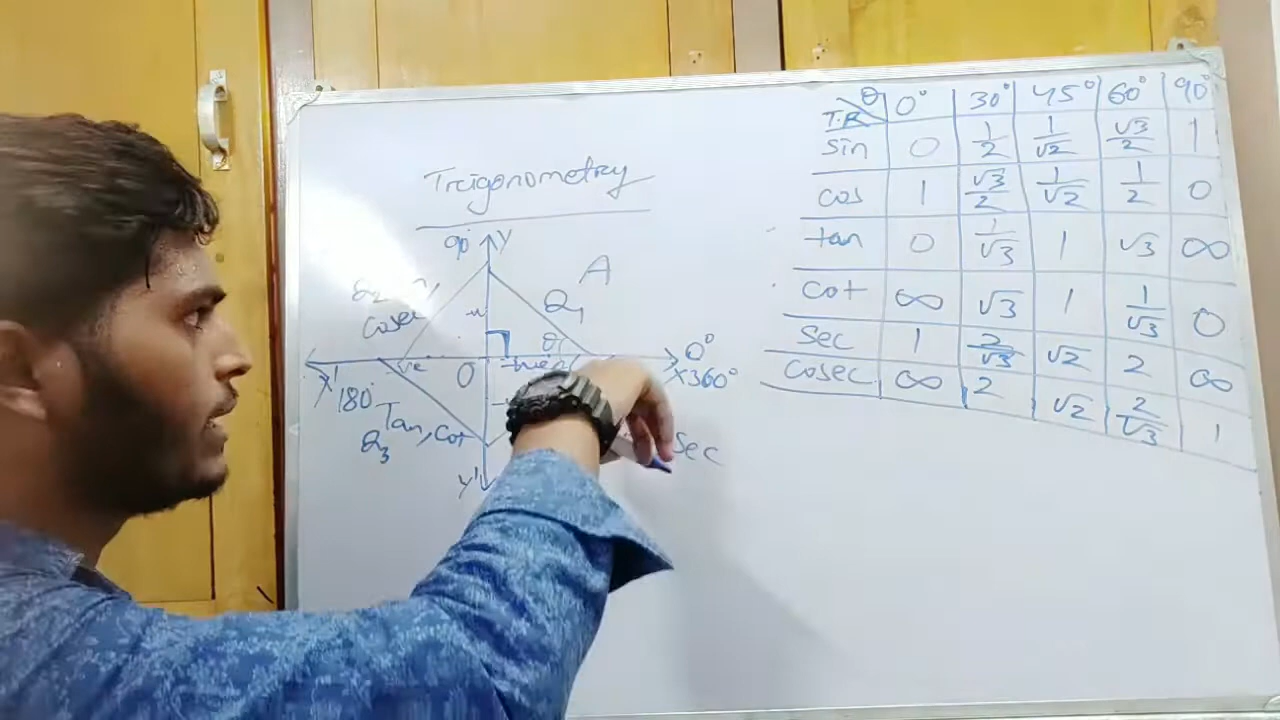 Trigonometry
90° Y
A
Q₁
Cosec
θ
0°
X' 180°
O
X 360°
Tan, Cot
Q₃
Sec
Y'
θ T.R 0° 30° 45° 60° 90°
sin 0 1/2 1/√2 √3/2 1
cos 1 √3/2 1/√2 1/2 0
tan 0 1/√3 1 √3 ∞
cot ∞ √3 1 1/√3 0
sec 1 2/√3 √2 2 ∞
cosec ∞ 2 √2 2/√3 1